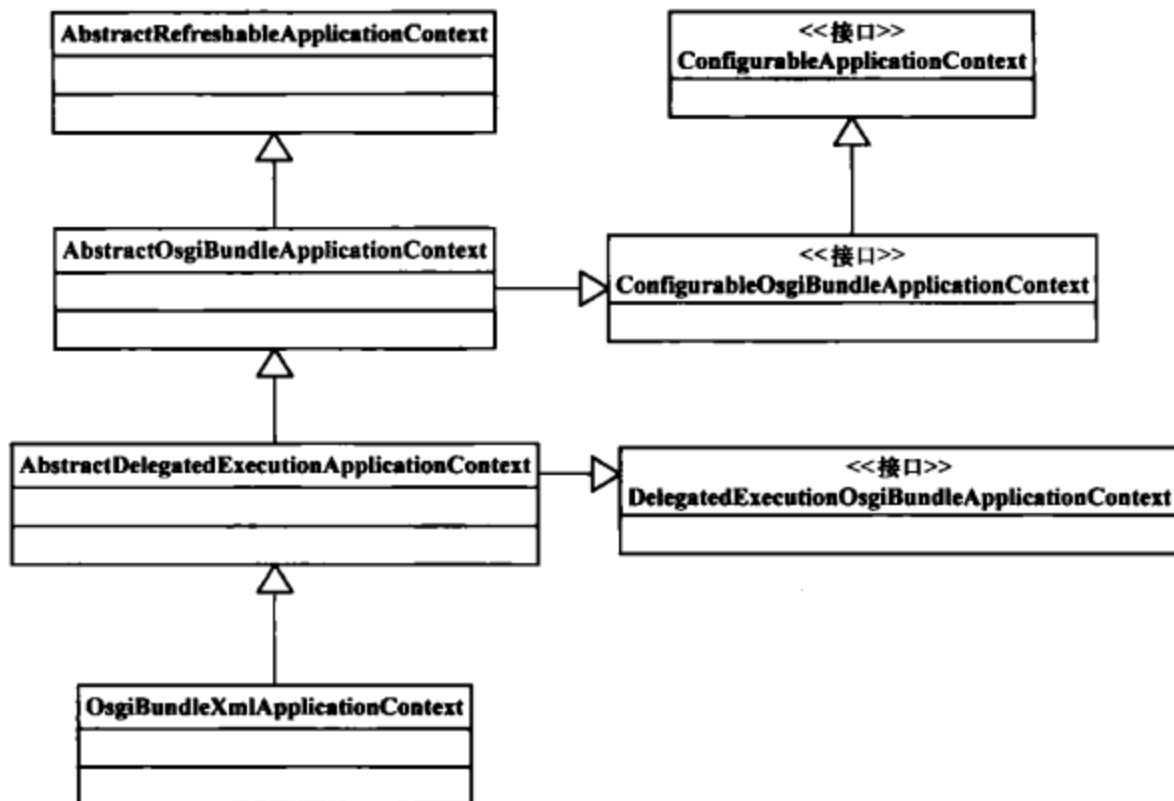 AbstractRefreshableApplicationContext
<<接口>>
ConfigurableApplicationContext
AbstractOsgiBundleApplicationContext
<<接口>>
ConfigurableOsgiBundleApplicationContext
AbstractDelegatedExecutionApplicationContext
<<接口>>
DelegatedExecutionOsgiBundleApplicationContext
OsgiBundleXmlApplicationContext